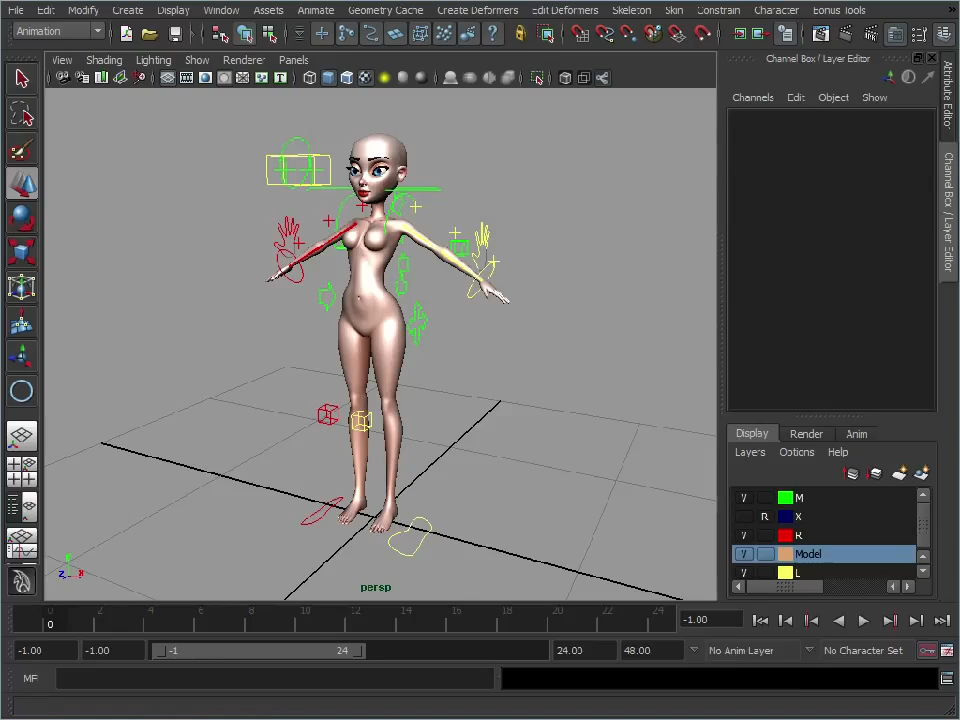 File Edit Modify Create Display Window Assets Animate Geometry Cache Create Deformers Edit Deformers Skeleton Skin Constrain Character Bonus Tools »
Animation
View Shading Lighting Show Renderer Panels
Channel Box / Layer Editor
Channels Edit Object Show
Attribute Editor
Channel Box / Layer Editor
persp
Display Render Anim
Layers Options Help
V M
R X
V R
V Model
V L
0 2 4 6 8 10 12 14 16 18 20 22 24
0
-1.00
-1.00 -1.00 -1 24 24.00 48.00 No Anim Layer No Character Set
MEL